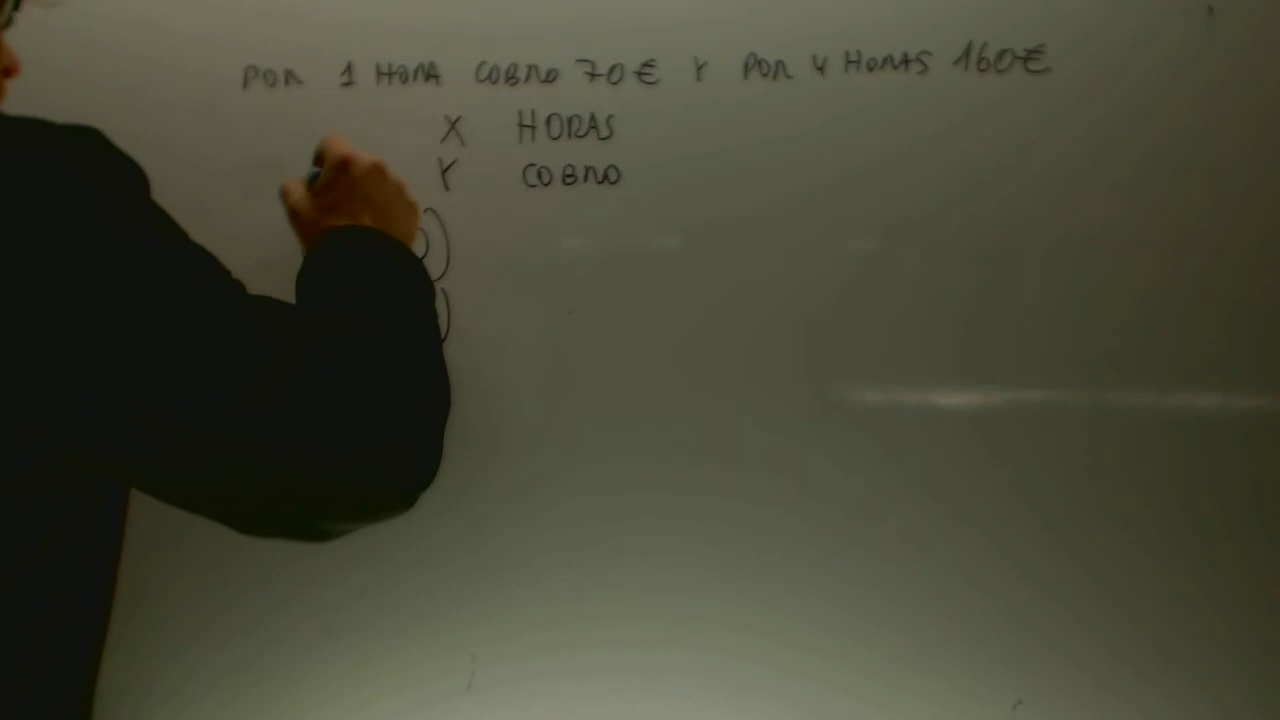 POR 1 HORA COBRO 70€ Y POR 4 HORAS 160€
X HORAS
Y COBRO